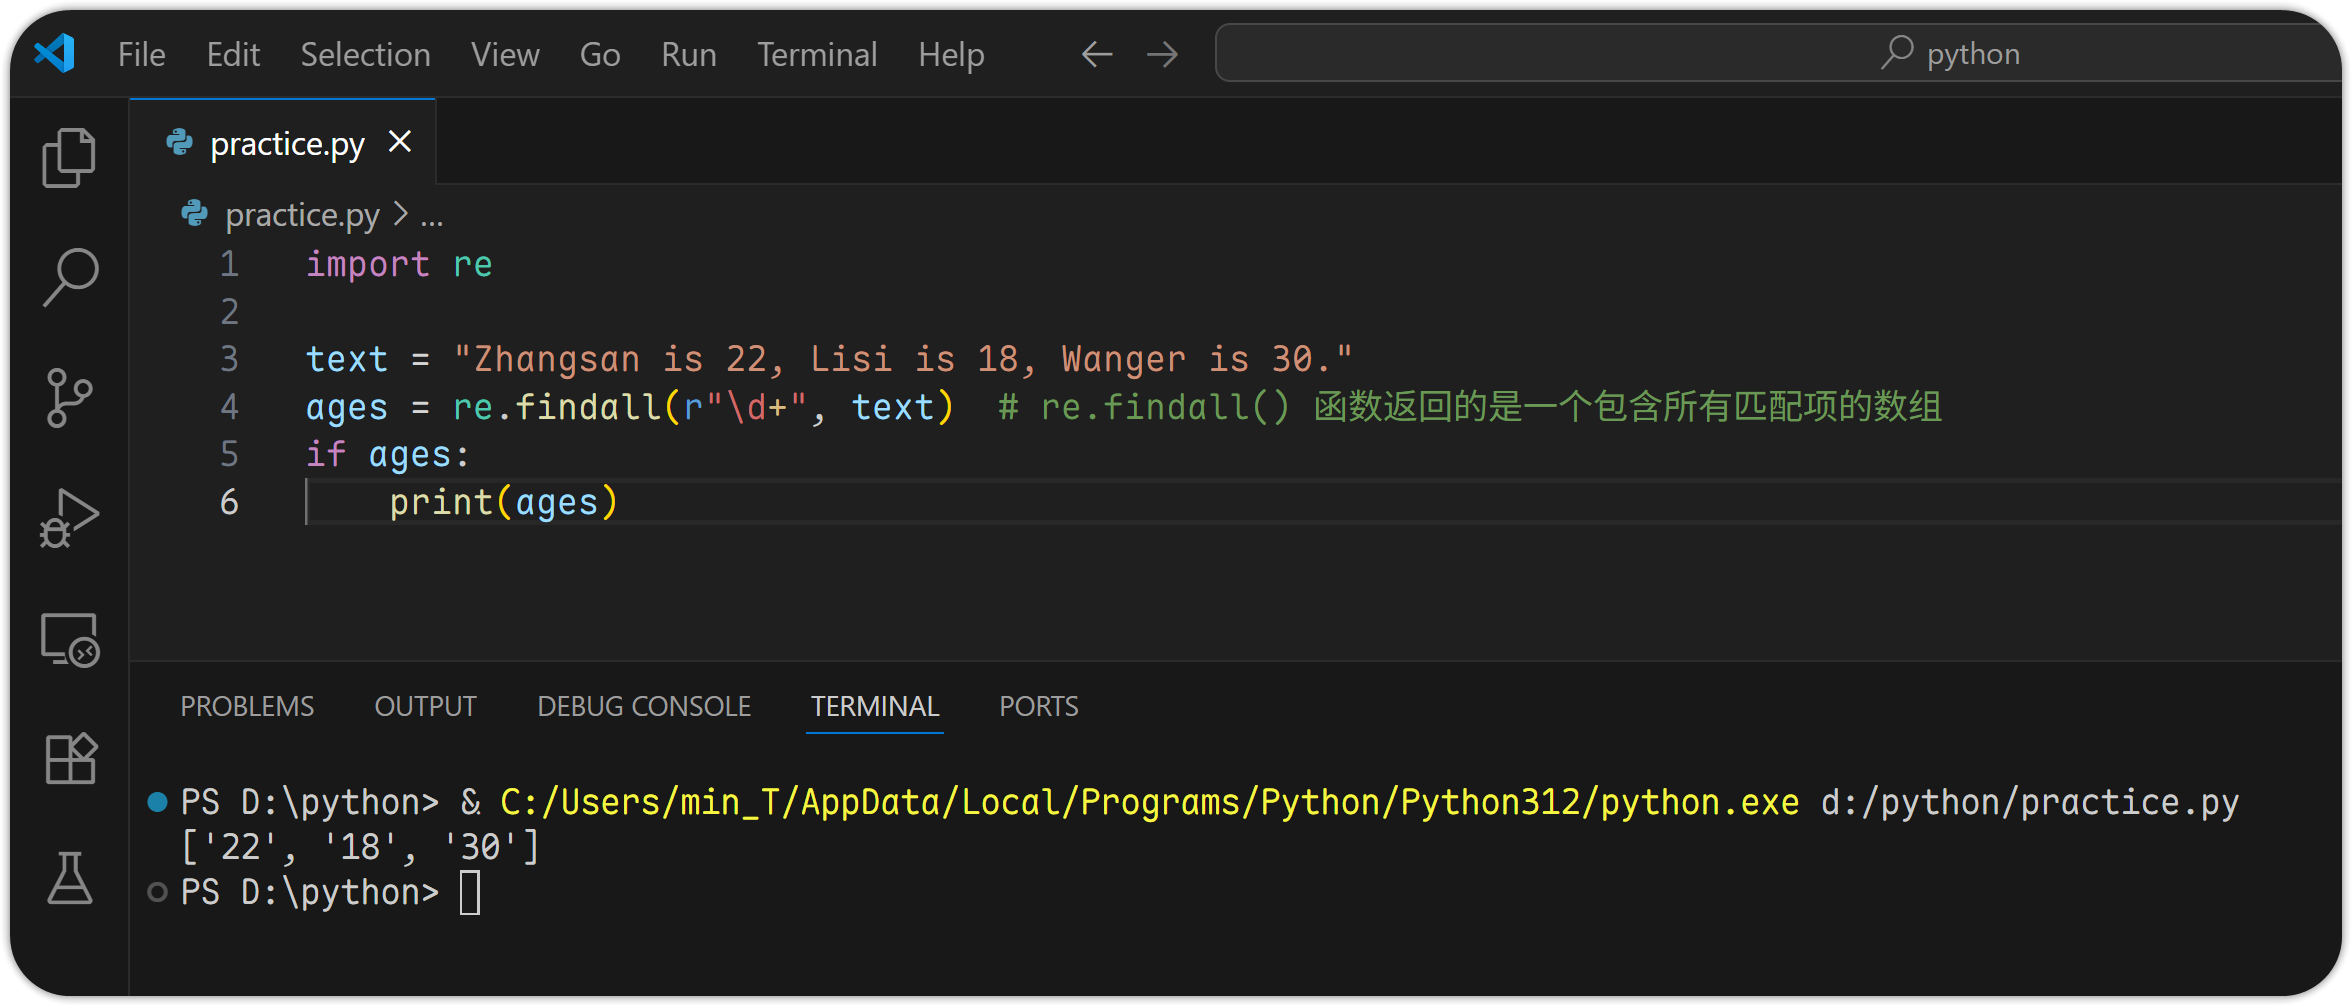 File Edit Selection View Go Run Terminal Help python
practice.py
practice.py > ...
1 import re
2
3 text = "Zhangsan is 22, Lisi is 18, Wanger is 30."
4 ages = re.findall(r"\d+", text)  # re.findall() 函数返回的是一个包含所有匹配项的数组
5 if ages:
6     print(ages)
PROBLEMS OUTPUT DEBUG CONSOLE TERMINAL PORTS
PS D:\python> & C:/Users/min_T/AppData/Local/Programs/Python/Python312/python.exe d:/python/practice.py
['22', '18', '30']
PS D:\python>